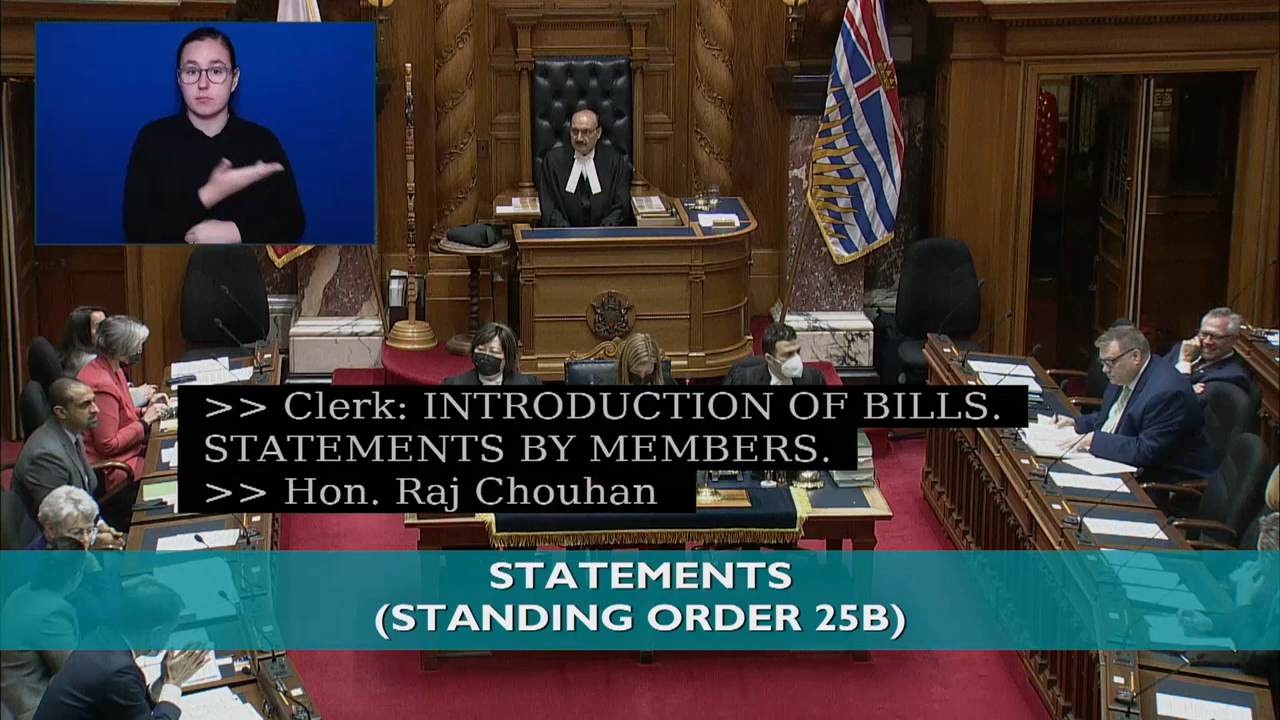 >> Clerk: INTRODUCTION OF BILLS.
STATEMENTS BY MEMBERS.
>> Hon. Raj Chouhan
STATEMENTS
(STANDING ORDER 25B)